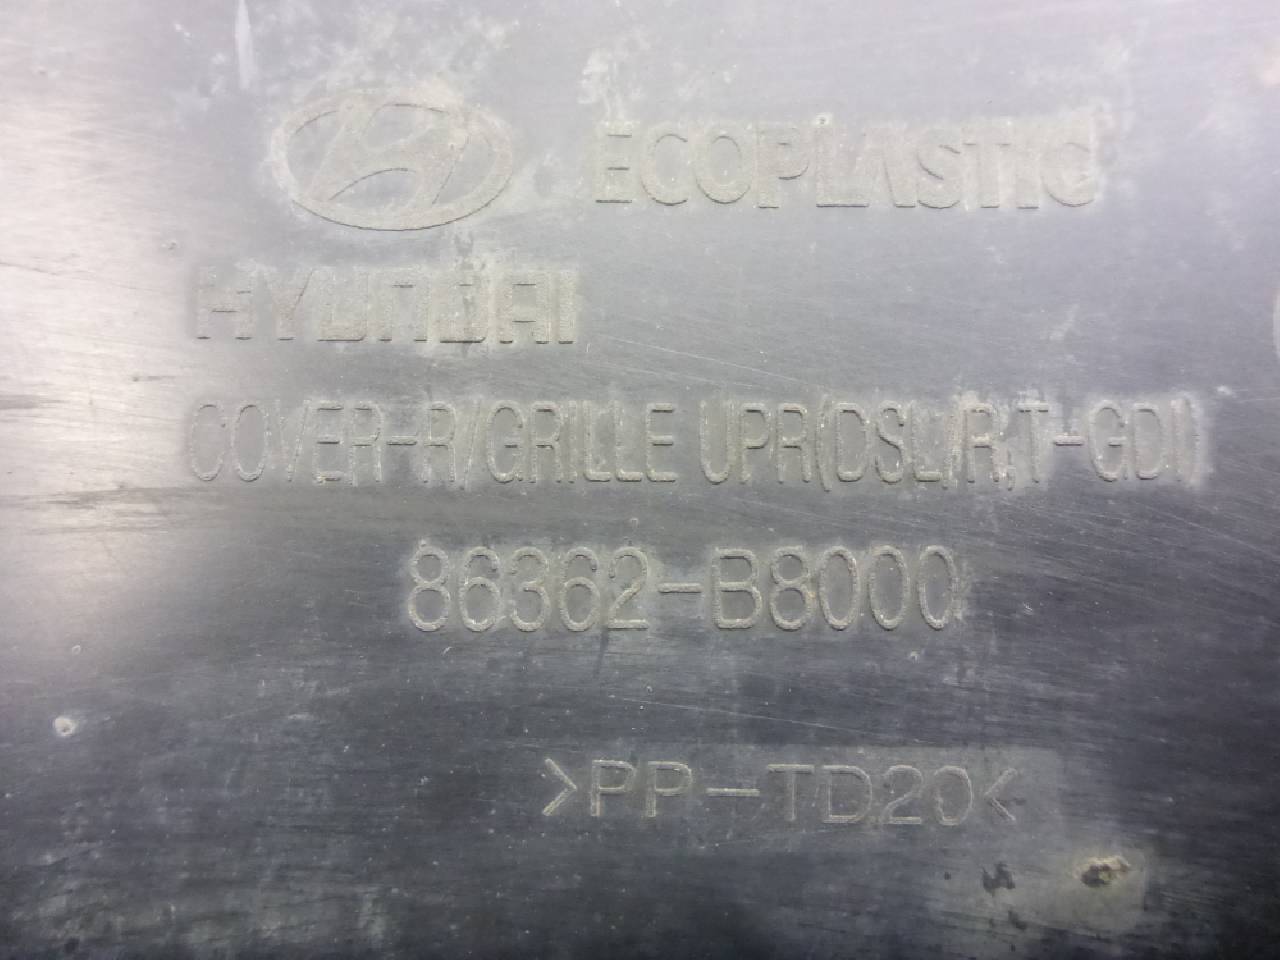 ECOPLASTIC
HYUNDAI
COVER-R/GRILLE UPR(DSL/R,T-GDI)
86362-B8000
>PP-TD20<